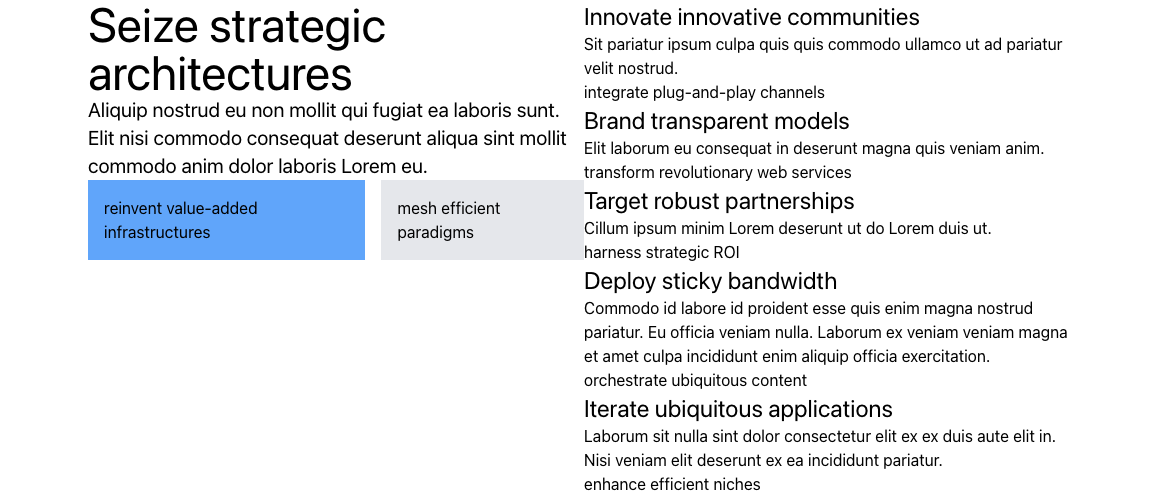 Seize strategic
architectures
Aliquip nostrud eu non mollit qui fugiat ea laboris sunt.
Elit nisi commodo consequat deserunt aliqua sint mollit
commodo anim dolor laboris Lorem eu.
reinvent value-added
infrastructures
mesh efficient
paradigms
Innovate innovative communities
Sit pariatur ipsum culpa quis quis commodo ullamco ut ad pariatur
velit nostrud.
integrate plug-and-play channels
Brand transparent models
Elit laborum eu consequat in deserunt magna quis veniam anim.
transform revolutionary web services
Target robust partnerships
Cillum ipsum minim Lorem deserunt ut do Lorem duis ut.
harness strategic ROI
Deploy sticky bandwidth
Commodo id labore id proident esse quis enim magna nostrud
pariatur. Eu officia veniam nulla. Laborum ex veniam veniam magna
et amet culpa incididunt enim aliquip officia exercitation.
orchestrate ubiquitous content
Iterate ubiquitous applications
Laborum sit nulla sint dolor consectetur elit ex ex duis aute elit in.
Nisi veniam elit deserunt ex ea incididunt pariatur.
enhance efficient niches